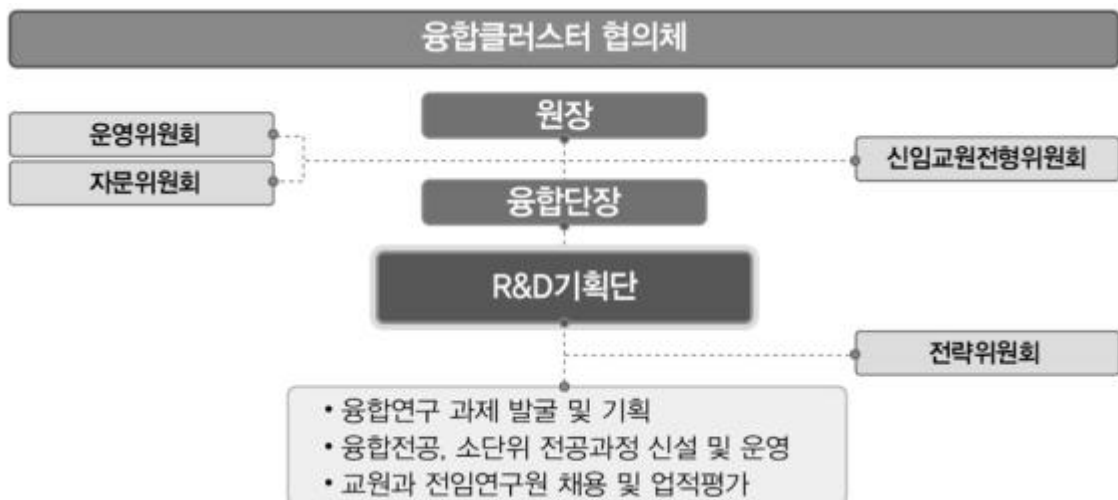 융합클러스터 협의체
원장
운영위원회
신임교원전형위원회
자문위원회
융합단장
R&D기획단
전략위원회
• 융합연구 과제 발굴 및 기획
• 융합전공, 소단위 전공과정 신설 및 운영
• 교원과 전임연구원 채용 및 업적평가